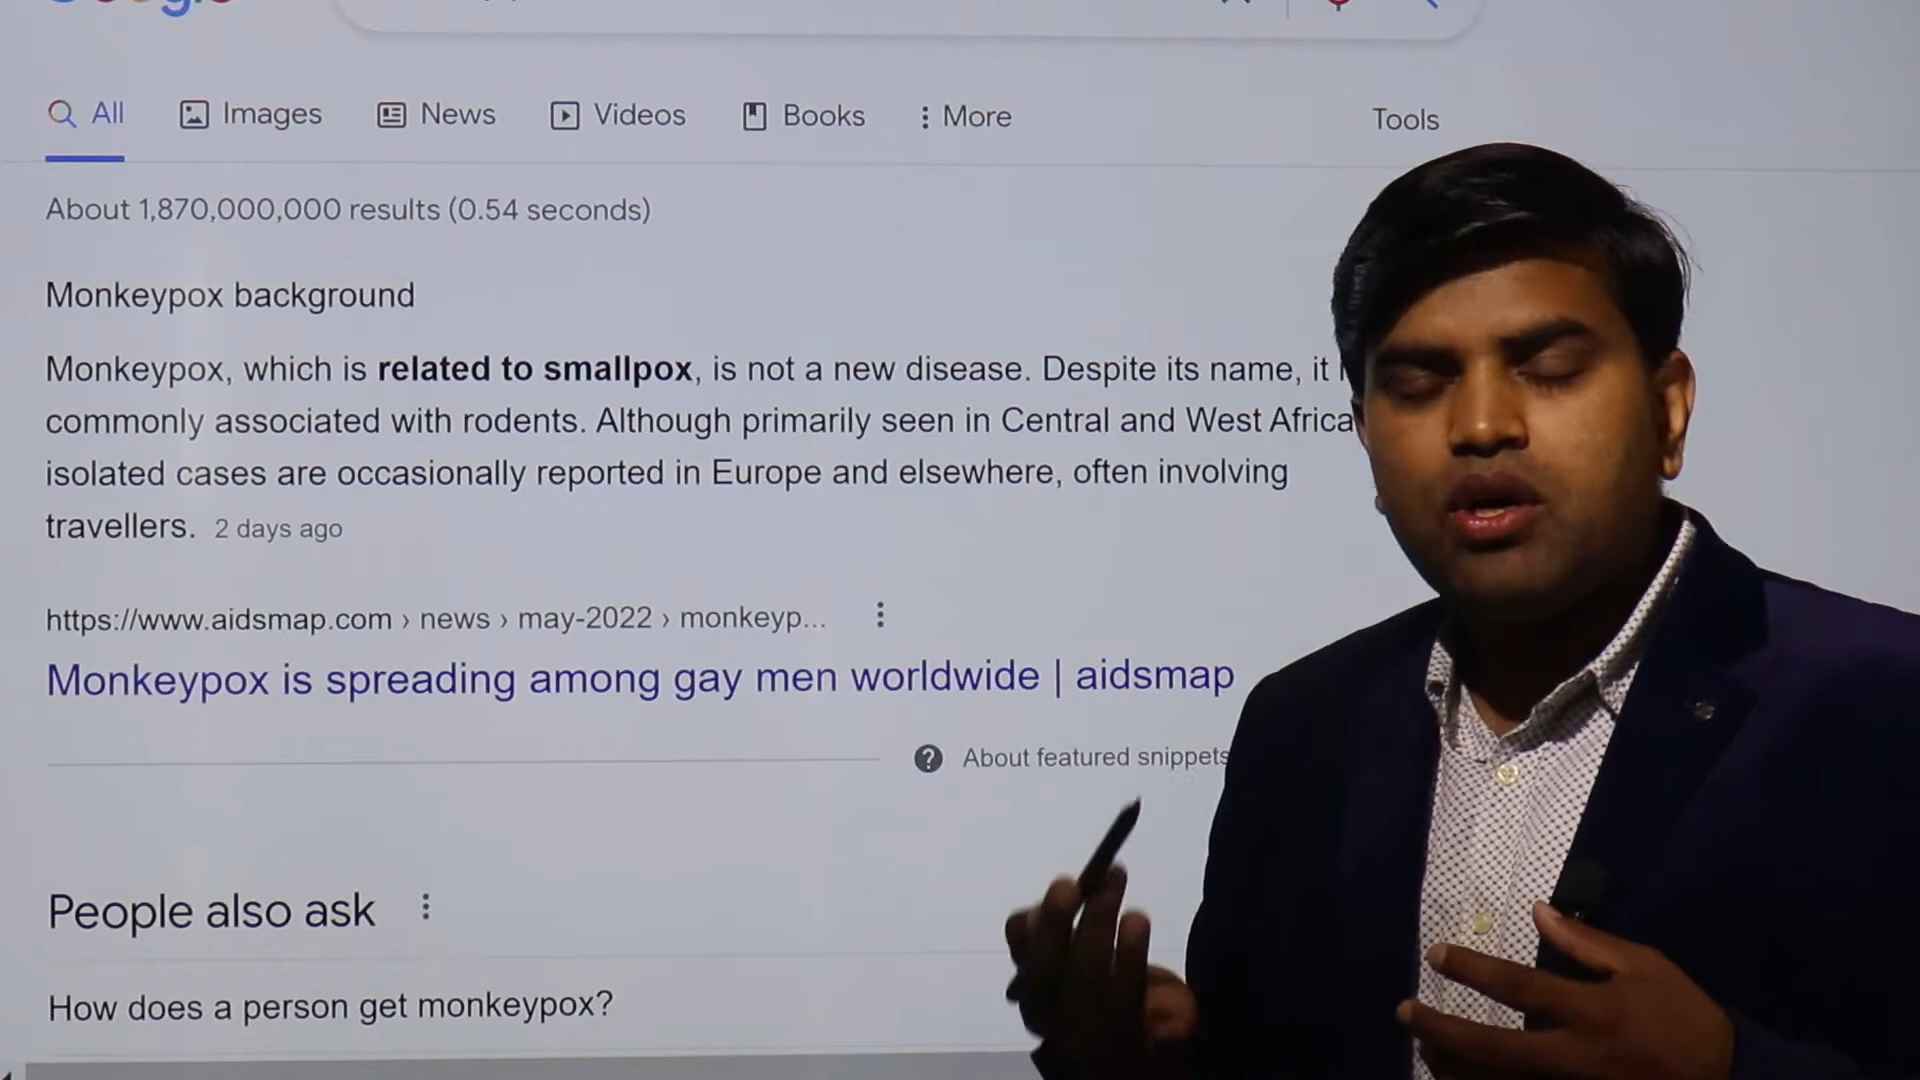 All Images News Videos Books More Tools
About 1,870,000,000 results (0.54 seconds)
Monkeypox background
Monkeypox, which is related to smallpox, is not a new disease. Despite its name, it
commonly associated with rodents. Although primarily seen in Central and West Africa
isolated cases are occasionally reported in Europe and elsewhere, often involving
travellers. 2 days ago
https://www.aidsmap.com › news › may-2022 › monkeyp...
Monkeypox is spreading among gay men worldwide | aidsmap
About featured snippets
People also ask
How does a person get monkeypox?